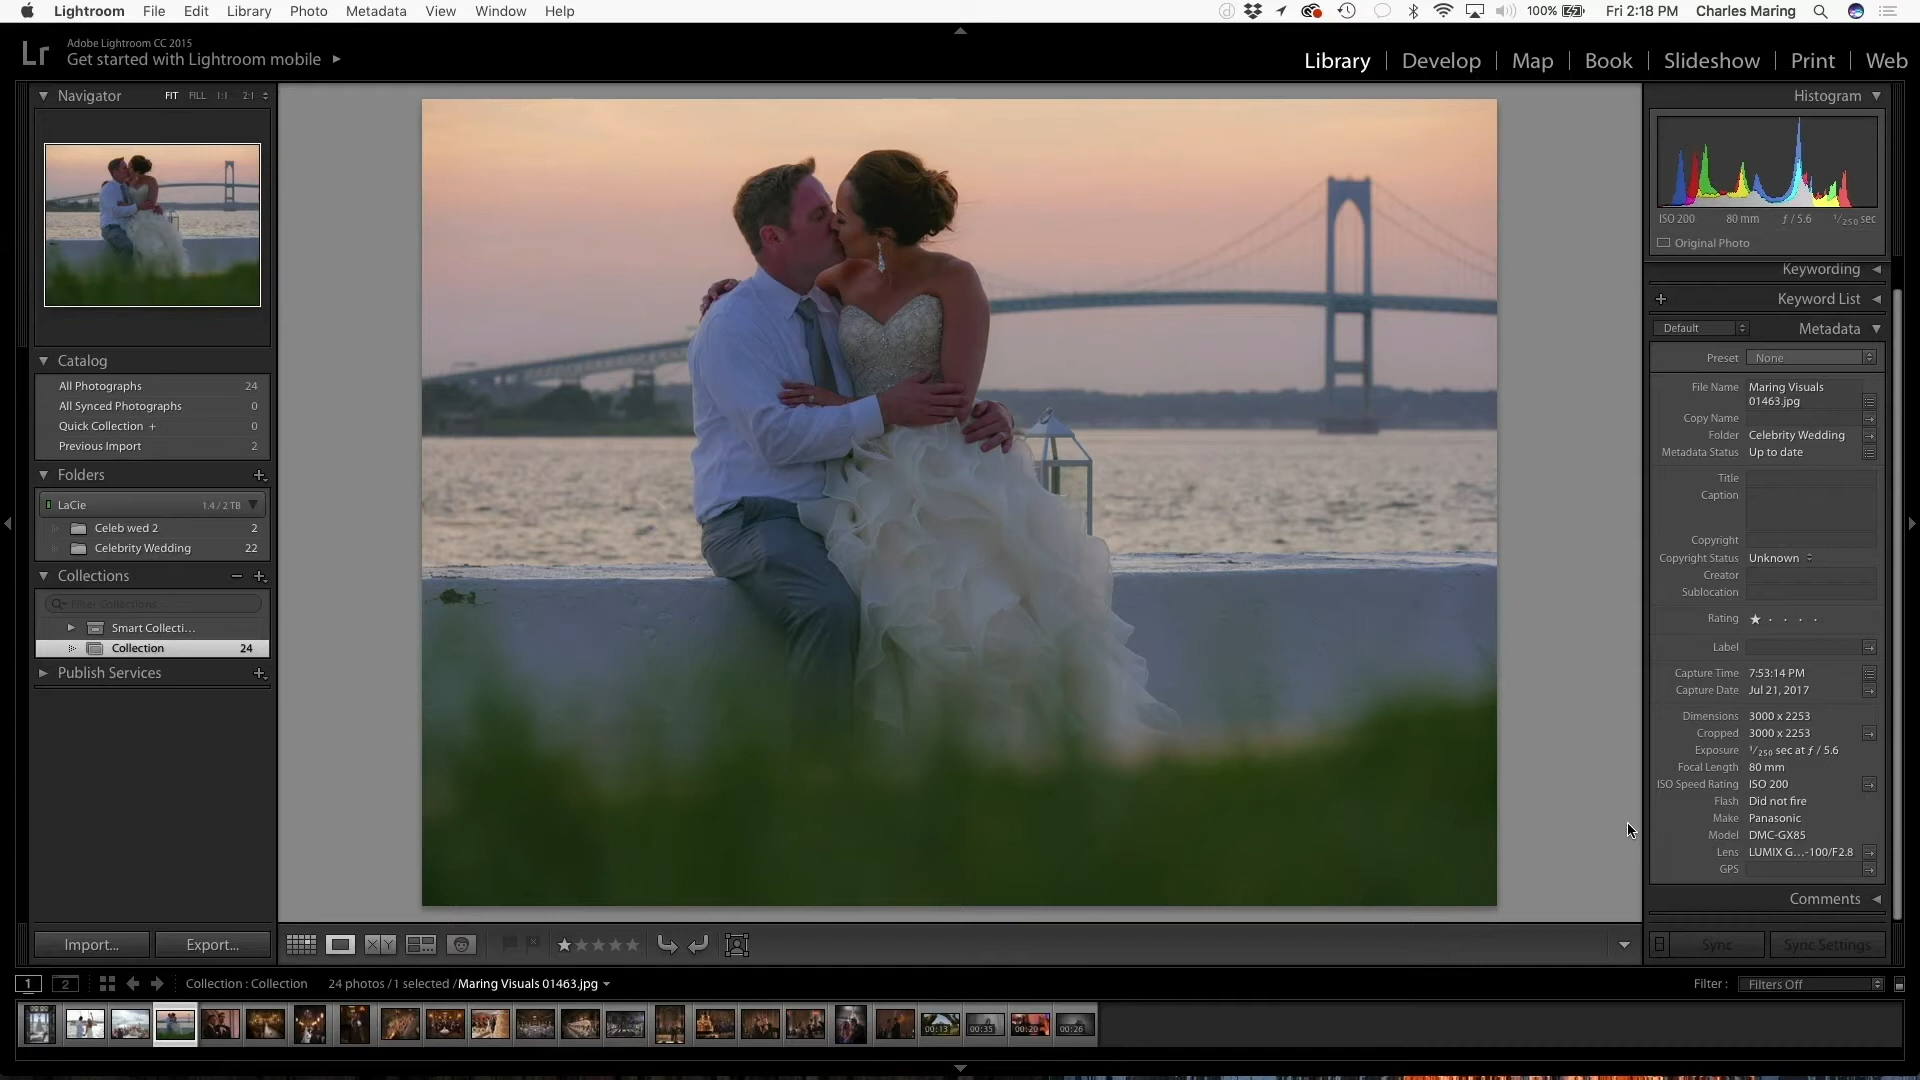 Lightroom File Edit Library Photo Metadata View Window Help 100% Fri 2:18 PM Charles Maring
Lr Adobe Lightroom CC 2015
Get started with Lightroom mobile
Library Develop Map Book Slideshow Print Web
Navigator FIT FILL 1:1 2:1
Catalog
All Photographs 24
All Synced Photographs 0
Quick Collection + 0
Previous Import 2
Folders
LaCie 1.4 / 2 TB
Celeb wed 2 2
Celebrity Wedding 22
Collections
Filter Collections
Smart Collecti...
Collection 24
Publish Services
Import... Export...
Histogram
ISO 200 80 mm ƒ / 5.6 1/250 sec
Original Photo
Keywording
Keyword List
Default Metadata
Preset None
File Name Maring Visuals
01463.jpg
Copy Name
Folder Celebrity Wedding
Metadata Status Up to date
Title
Caption
Copyright
Copyright Status Unknown
Creator
Sublocation
Rating
Label
Capture Time 7:53:14 PM
Capture Date Jul 21, 2017
Dimensions 3000 x 2253
Cropped 3000 x 2253
Exposure 1/250 sec at ƒ / 5.6
Focal Length 80 mm
ISO Speed Rating ISO 200
Flash Did not fire
Make Panasonic
Model DMC-GX85
Lens LUMIX G...-100/F2.8
GPS
Comments
Sync Sync Settings
X Y
1 2 Collection : Collection 24 photos / 1 selected / Maring Visuals 01463.jpg Filter : Filters Off
00:13 00:35 00:20 00:26